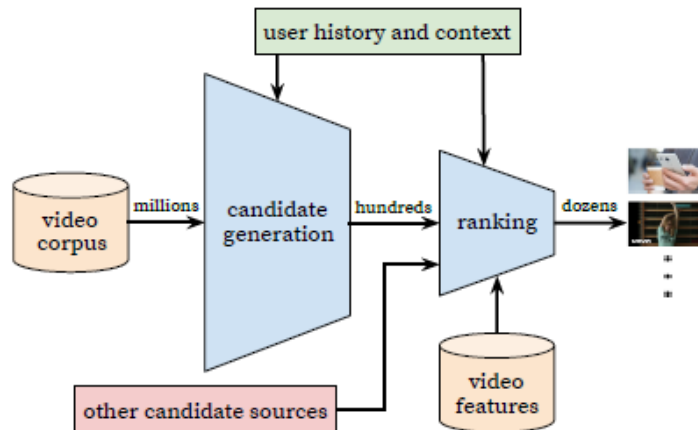 user history and context
video
corpus
millions
candidate
generation
hundreds
ranking
dozens
other candidate sources
video
features